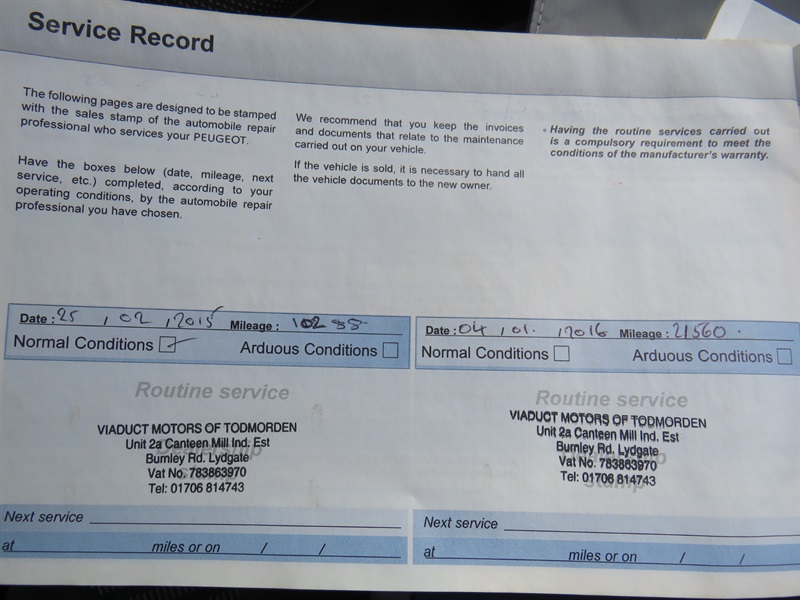 Service Record
The following pages are designed to be stamped
with the sales stamp of the automobile repair
professional who services your PEUGEOT.
Have the boxes below (date, mileage, next
service, etc.) completed, according to your
operating conditions, by the automobile repair
professional you have chosen.
We recommend that you keep the invoices
and documents that relate to the maintenance
carried out on your vehicle.
If the vehicle is sold, it is necessary to hand all
the vehicle documents to the new owner.
Having the routine services carried out
is a compulsory requirement to meet the
conditions of the manufacturer's warranty.
Date : 25 / 02 / 2015 Mileage :
Normal Conditions
Arduous Conditions
Routine service
VIADUCT MOTORS OF TODMORDEN
Unit 2a Canteen Mill Ind. Est
Burnley Rd. Lydgate
Vat No. 783863970
Tel: 01706 814743
Next service
at miles or on / /
Date : 04 / 01 / 2016 Mileage : 21560
Normal Conditions
Arduous Conditions
Routine service
VIADUCT MOTORS OF TODMORDEN
Unit 2a Canteen Mill Ind. Est
Burnley Rd. Lydgate
Vat No. 783863970
Tel: 01706 814743
stamp
Next service
at miles or on / /